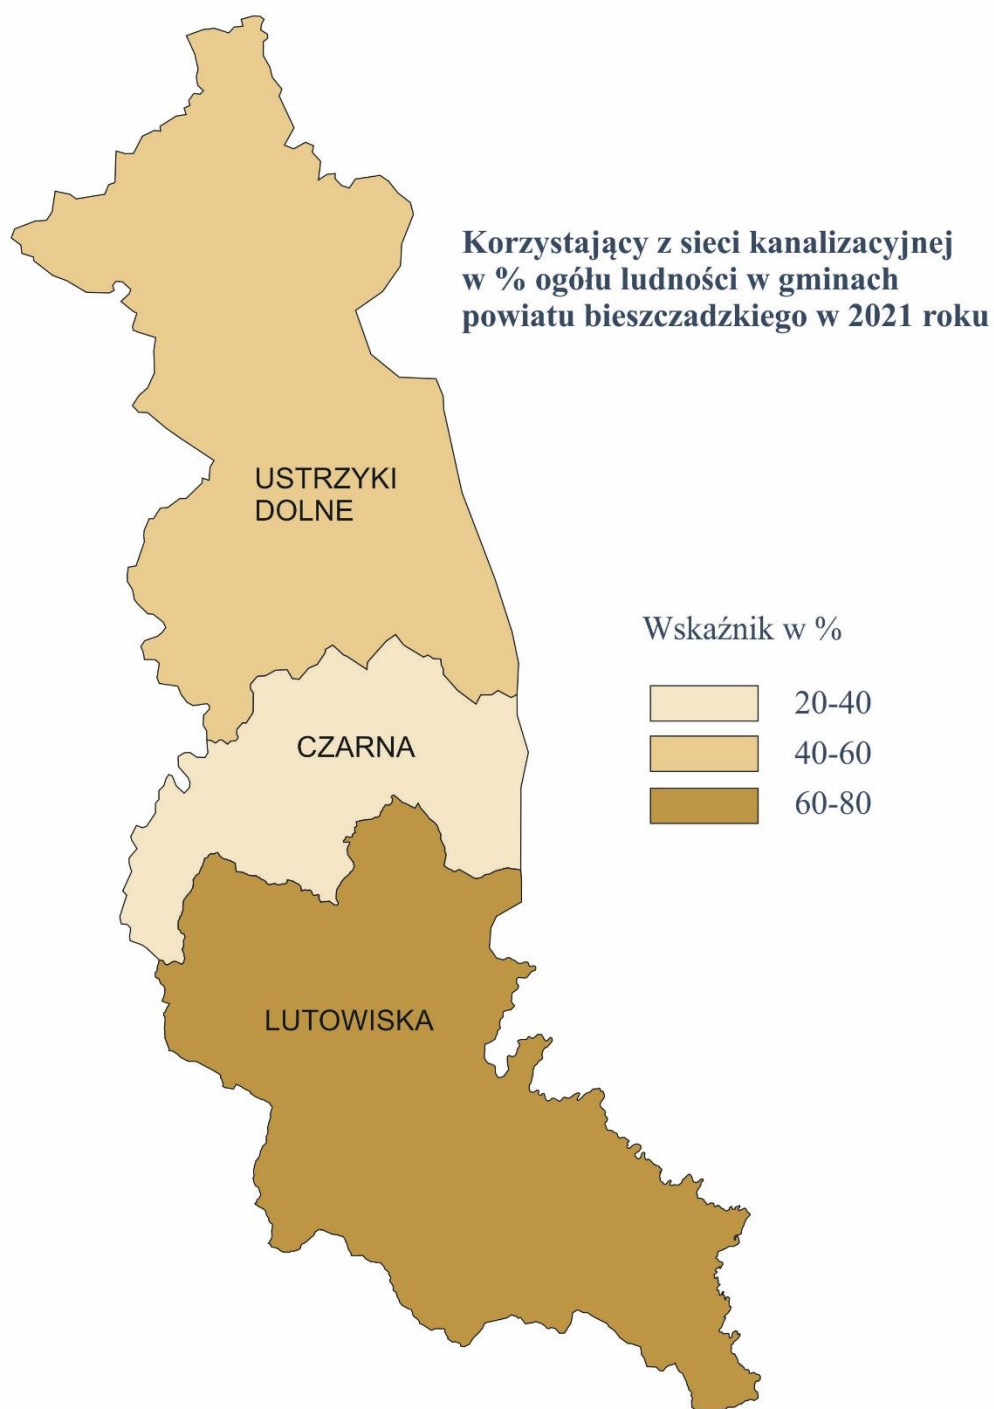 Korzystający z sieci kanalizacyjnej
w % ogółu ludności w gminach
powiatu bieszczadzkiego w 2021 roku
USTRZYKI
DOLNE
Wskaźnik w %
20-40
CZARNA
40-60
60-80
LUTOWISKA